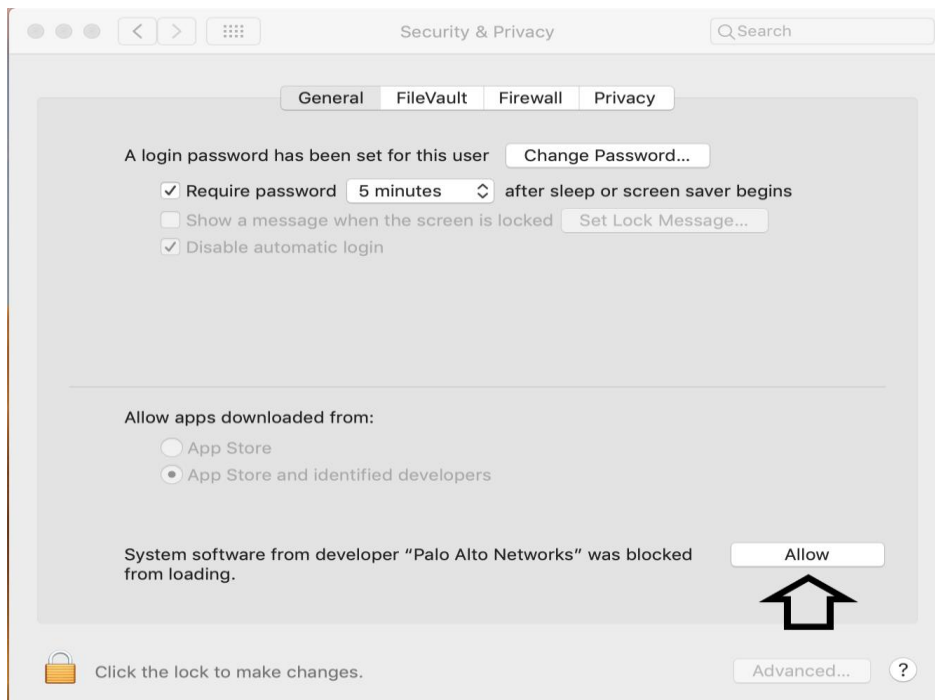 Security & Privacy
Search
General FileVault Firewall Privacy
A login password has been set for this user Change Password...
Require password 5 minutes after sleep or screen saver begins
Show a message when the screen is locked Set Lock Message...
Disable automatic login
Allow apps downloaded from:
App Store
App Store and identified developers
System software from developer “Palo Alto Networks” was blocked Allow
from loading.
Click the lock to make changes. Advanced... ?